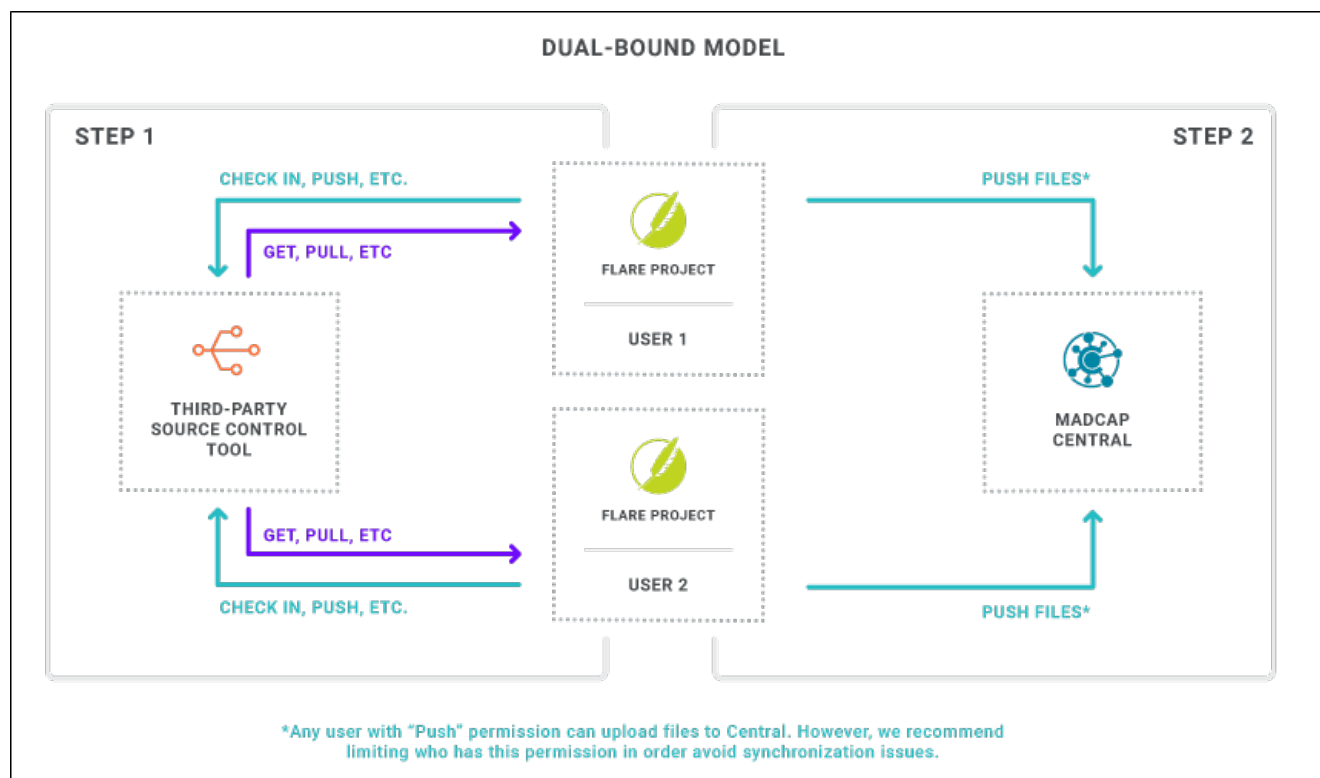 DUAL-BOUND MODEL
STEP 1
STEP 2
CHECK IN, PUSH, ETC.
GET, PULL, ETC
FLARE PROJECT
USER 1
PUSH FILES*
THIRD-PARTY
SOURCE CONTROL
TOOL
MADCAP
CENTRAL
GET, PULL, ETC
CHECK IN, PUSH, ETC.
FLARE PROJECT
USER 2
PUSH FILES*
*Any user with “Push” permission can upload files to Central. However, we recommend
limiting who has this permission in order avoid synchronization issues.